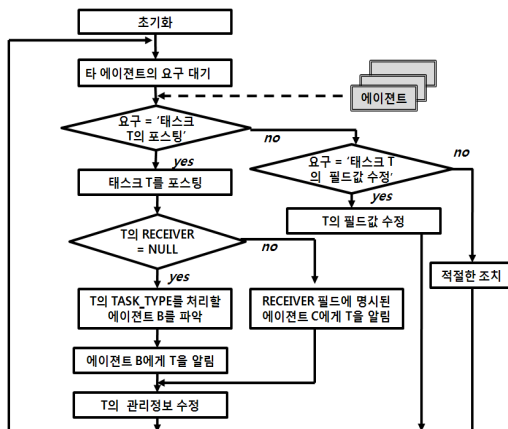 초기화
타 에이젼트의 요구 대기
에이젼트
요구 = ‘태스크
T의 포스팅’
no
yes
요구 = ‘태스크 T
의 필드값 수정’
no
yes
태스크 T를 포스팅
T의 필드값 수정
T의 RECEIVER
= NULL
no
yes
적절한 조치
T의 TASK_TYPE를 처리할
에이젼트 B를 파악
RECEIVER 필드에 명시된
에이젼트 C에게 T을 알림
에이젼트 B에게 T을 알림
T의 관리정보 수정